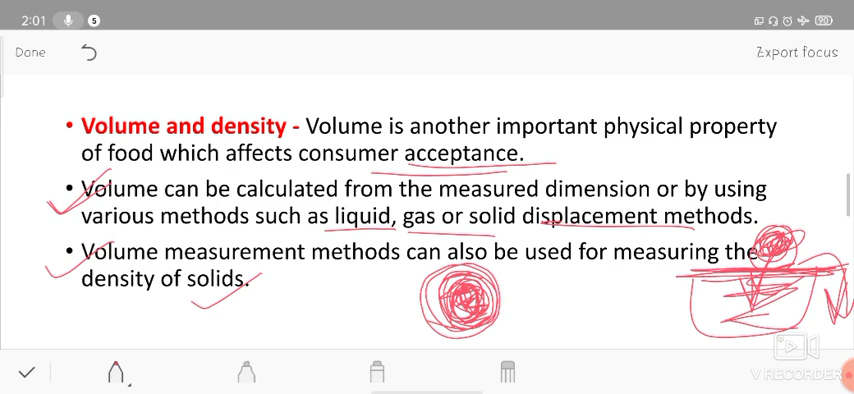 2:01
5
90
Done
Export focus
• Volume and density - Volume is another important physical property
of food which affects consumer acceptance.
• Volume can be calculated from the measured dimension or by using
various methods such as liquid, gas or solid displacement methods.
• Volume measurement methods can also be used for measuring the
density of solids.
V RECORDER